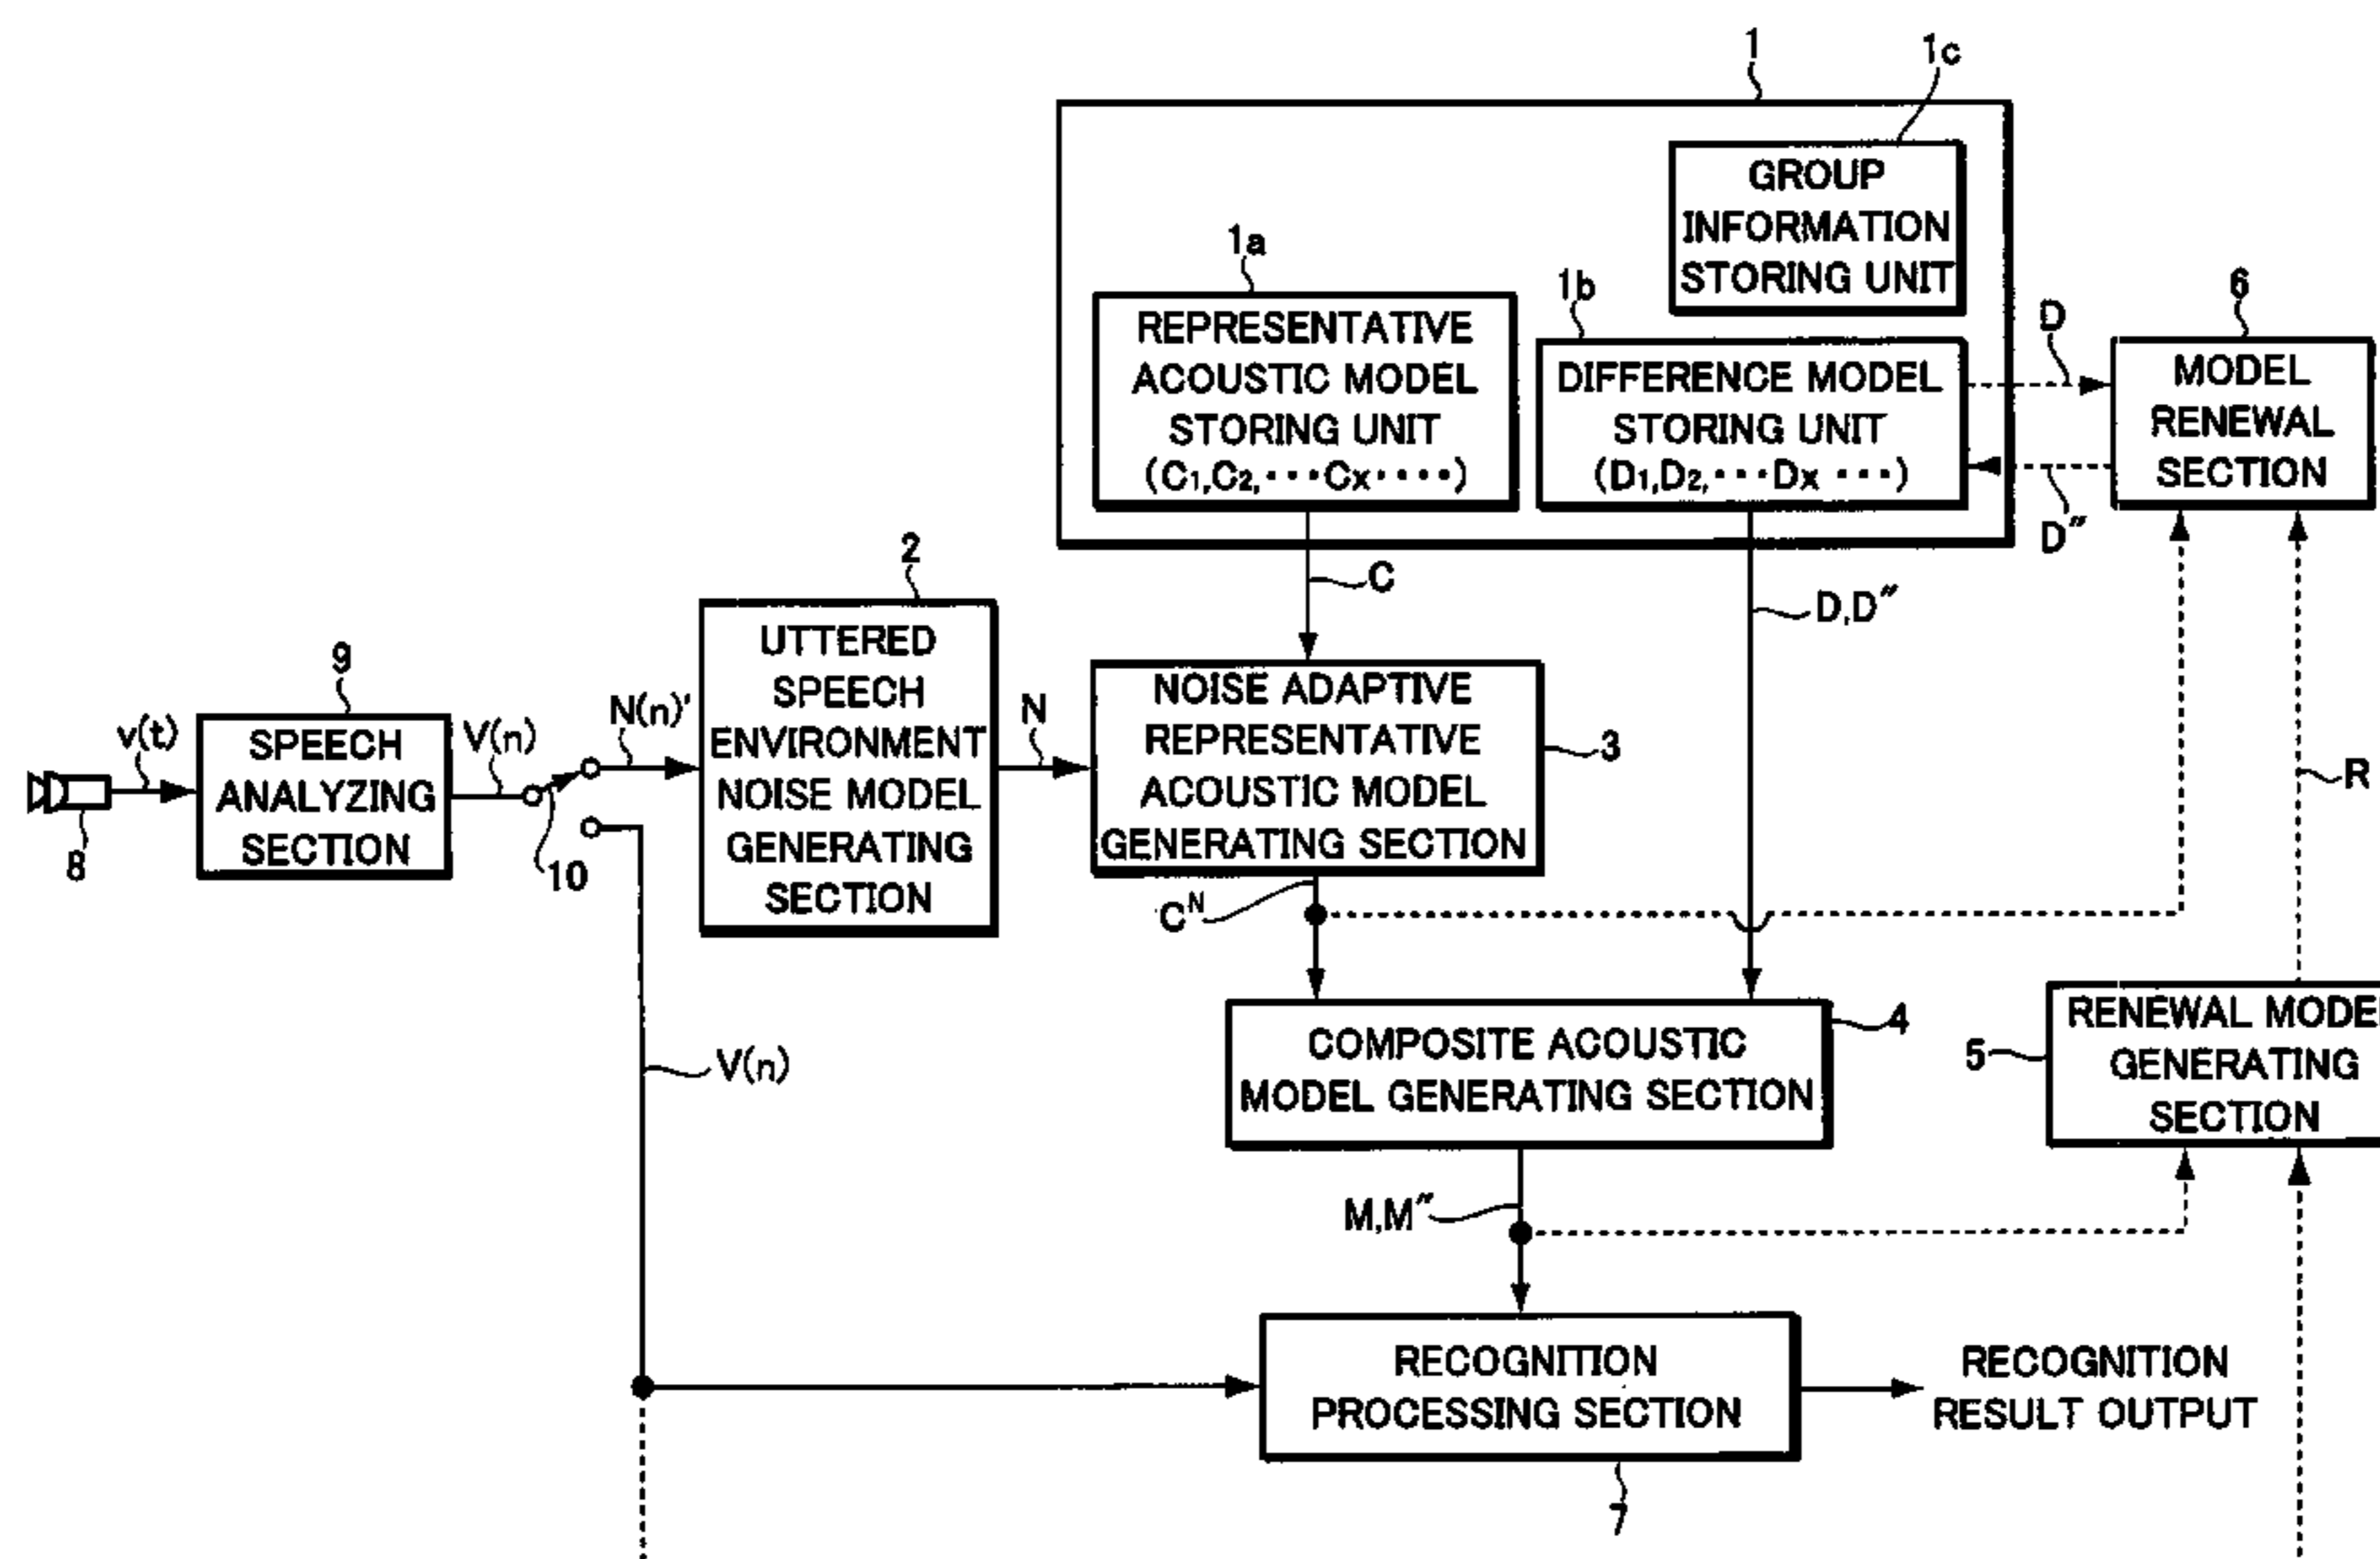 1
1c
GROUP
INFORMATION
STORING UNIT
1a
REPRESENTATIVE
ACOUSTIC MODEL
STORING UNIT
(C1,C2,···Cx····)
1b
DIFFERENCE MODEL
STORING UNIT
(D1,D2,···Dx ···)
D
D″
6
MODEL
RENEWAL
SECTION
C
D,D″
2
UTTERED
SPEECH
ENVIRONMENT
NOISE MODEL
GENERATING
SECTION
9
SPEECH
ANALYZING
SECTION
v(t)
8
V(n)
10
N(n)'
N
NOISE ADAPTIVE
REPRESENTATIVE
ACOUSTIC MODEL
GENERATING SECTION
3
R
C^N
V(n)
COMPOSITE ACOUSTIC
MODEL GENERATING SECTION
4
5
RENEWAL MODE
GENERATING
SECTION
M,M″
RECOGNITION
PROCESSING SECTION
7
RECOGNITION
RESULT OUTPUT